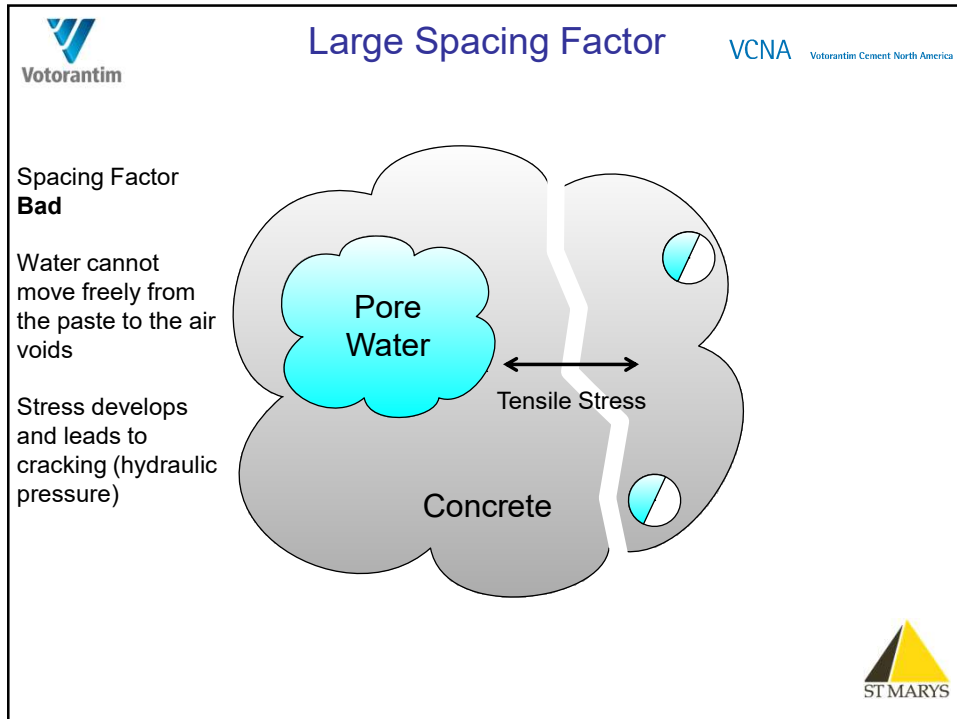 Votorantim
Large Spacing Factor
VCNA Votorantim Cement North America
Spacing Factor
Bad
Water cannot
move freely from
the paste to the air
voids
Stress develops
and leads to
cracking (hydraulic
pressure)
Pore
Water
Tensile Stress
Concrete
ST MARYS